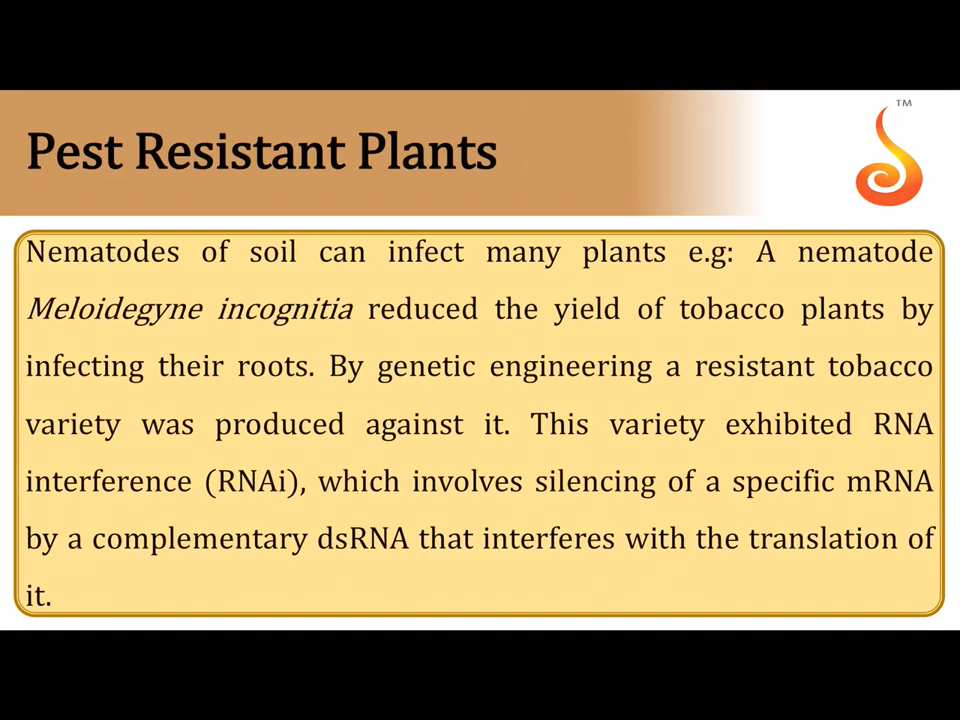 TM
Pest Resistant Plants
Nematodes of soil can infect many plants e.g: A nematode
Meloidegyne incognitia reduced the yield of tobacco plants by
infecting their roots. By genetic engineering a resistant tobacco
variety was produced against it. This variety exhibited RNA
interference (RNAi), which involves silencing of a specific mRNA
by a complementary dsRNA that interferes with the translation of
it.